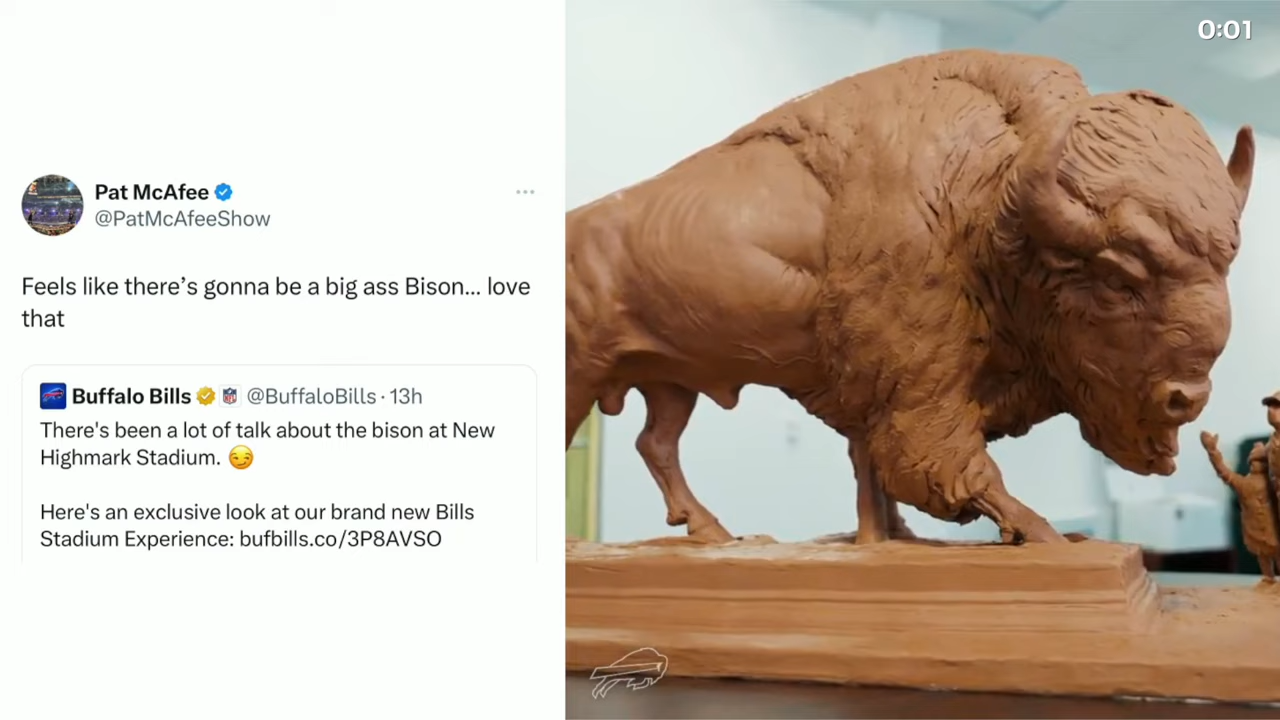 0:01
Pat McAfee
@PatMcAfeeShow
Feels like there’s gonna be a big ass Bison... love
that
Buffalo Bills @BuffaloBills · 13h
There's been a lot of talk about the bison at New
Highmark Stadium. 😏
Here's an exclusive look at our brand new Bills
Stadium Experience: bufbills.co/3P8AVSO